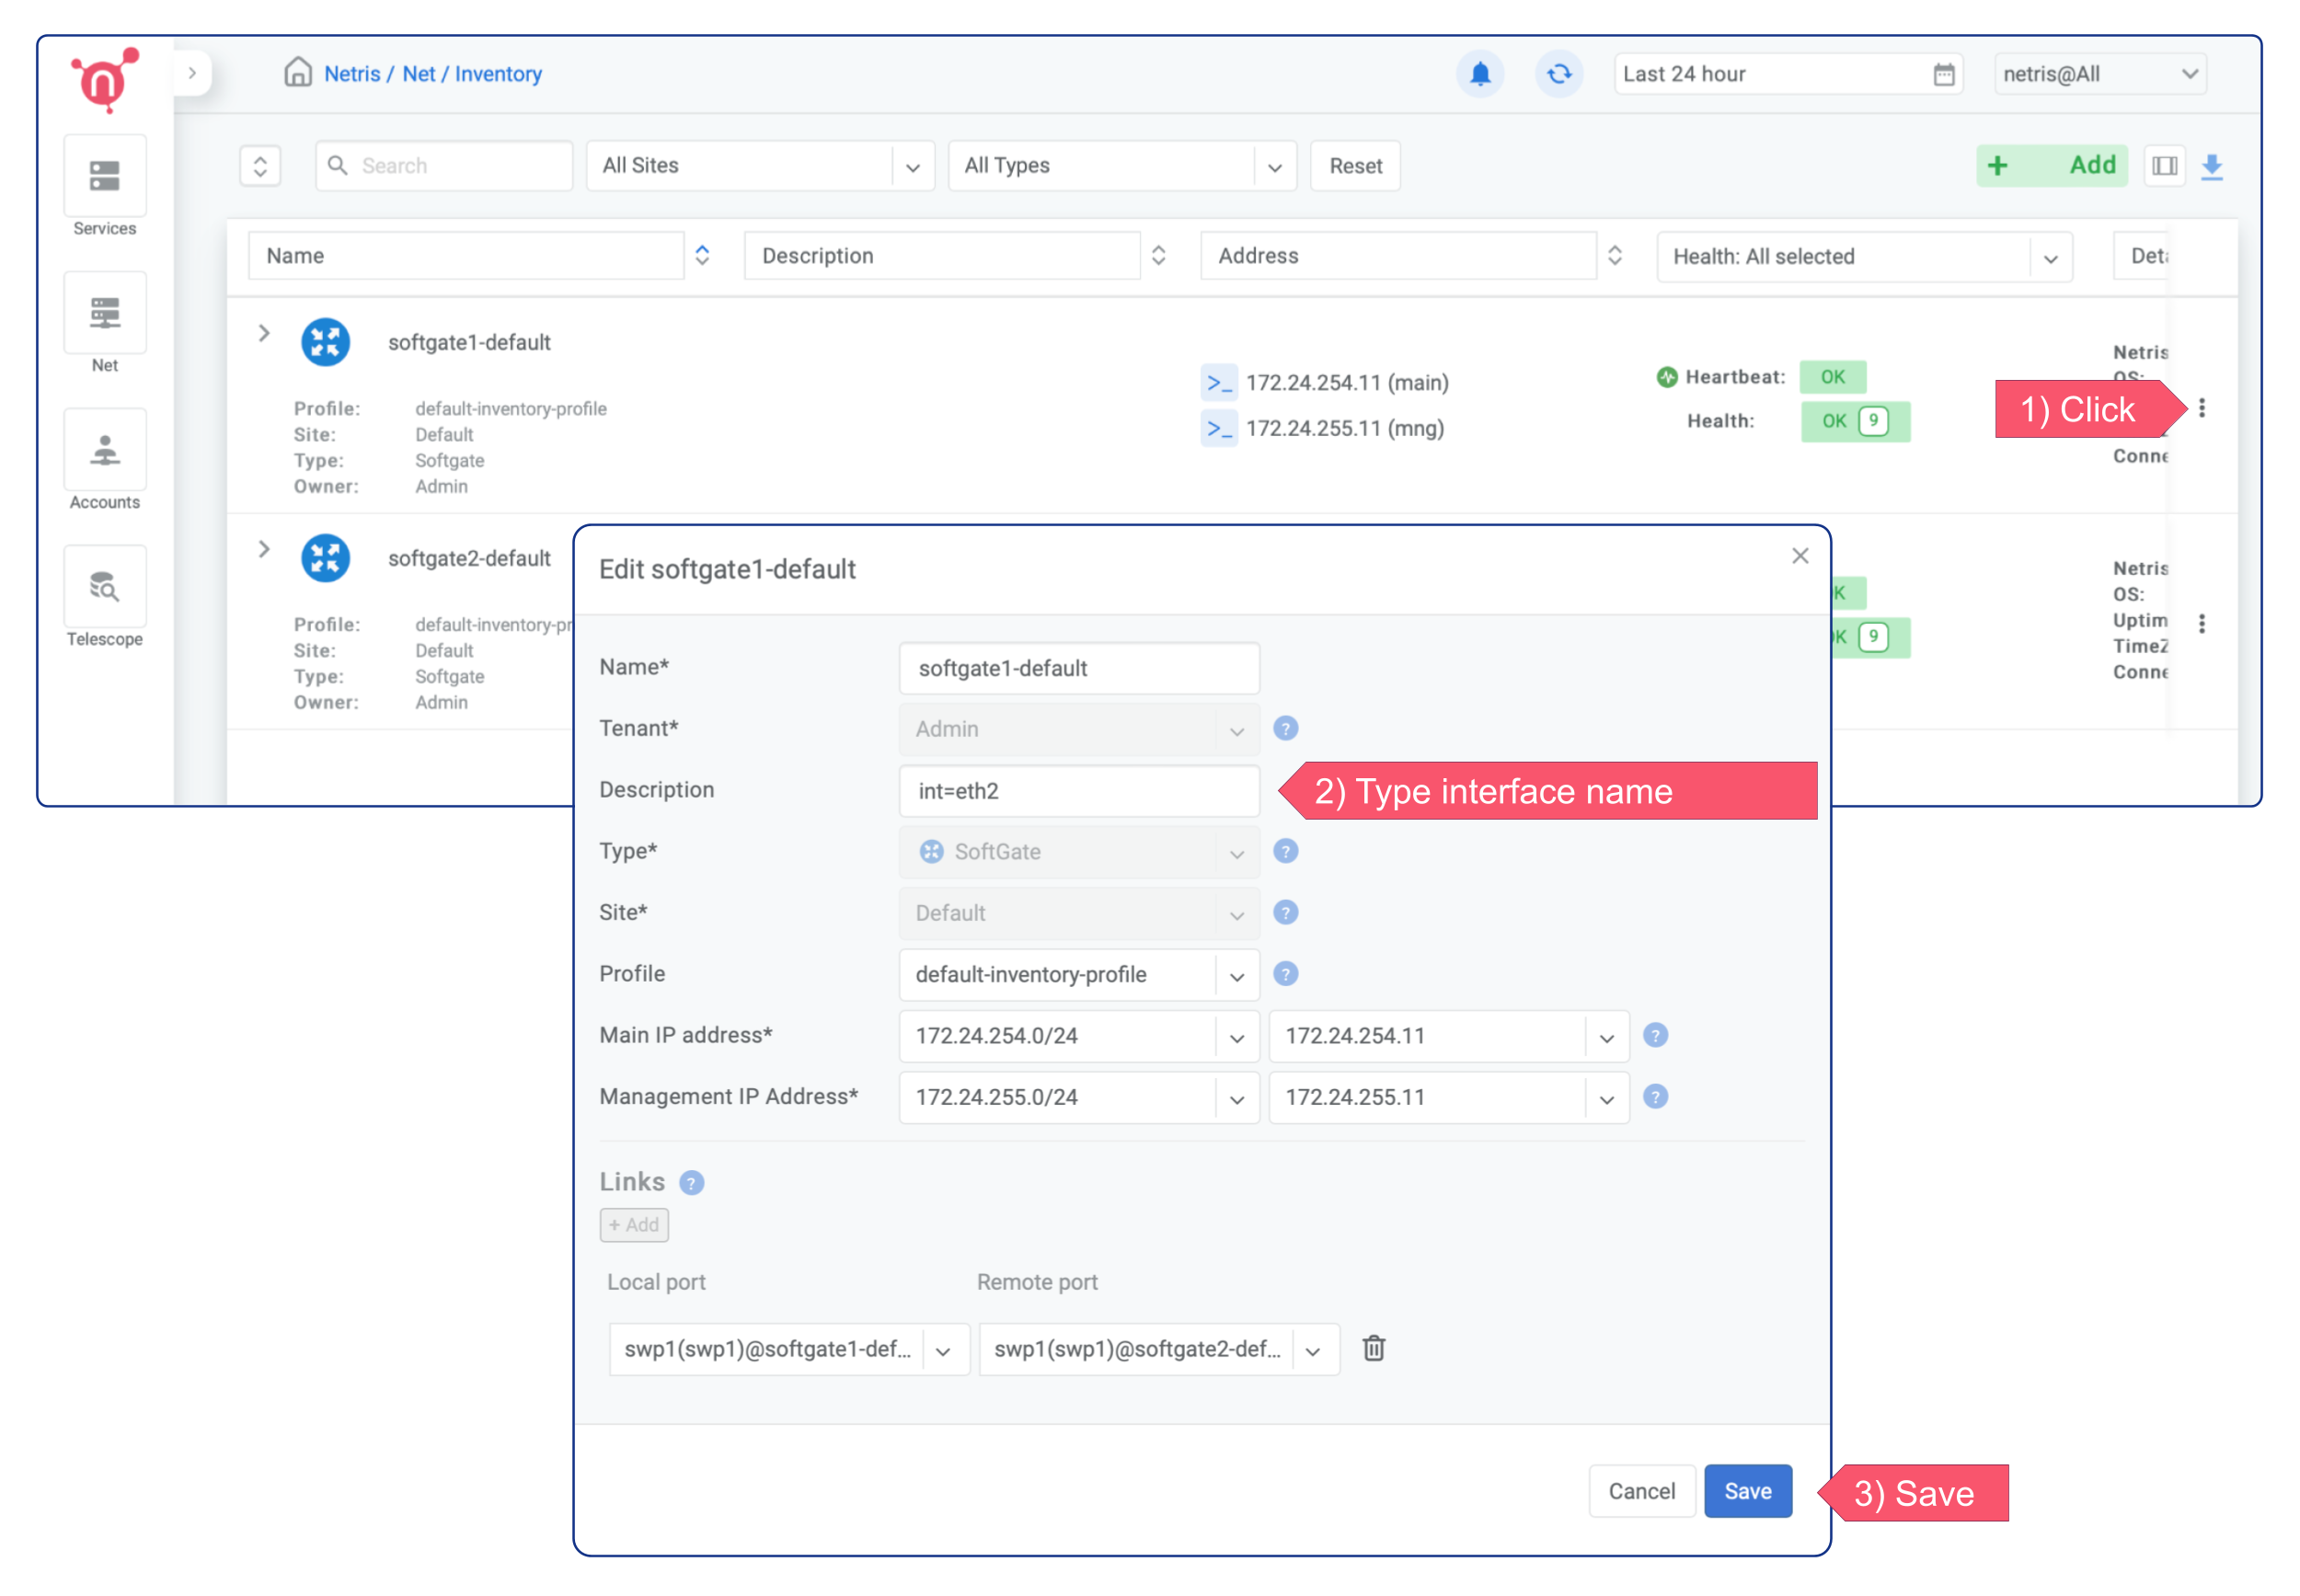 Netris / Net / Inventory
Last 24 hour
netris@All
Services
Net
Accounts
Telescope
Search
All Sites
All Types
Reset
+ Add
Name
Description
Address
Health: All selected
softgate1-default
Profile: default-inventory-profile
Site: Default
Type: Softgate
Owner: Admin
>_ 172.24.254.11 (main)
>_ 172.24.255.11 (mng)
Heartbeat: OK
Health: OK 9
Netris
OS:
Conne
1) Click
softgate2-default
Profile: default-inventory-pr
Site: Default
Type: Softgate
Owner: Admin
K
K 9
Netris
OS:
Uptim
TimeZ
Conne
Edit softgate1-default
Name* softgate1-default
Tenant* Admin ?
Description int=eth2
2) Type interface name
Type* SoftGate ?
Site* Default ?
Profile default-inventory-profile ?
Main IP address* 172.24.254.0/24 172.24.254.11 ?
Management IP Address* 172.24.255.0/24 172.24.255.11 ?
Links ?
+ Add
Local port Remote port
swp1(swp1)@softgate1-def... swp1(swp1)@softgate2-def...
Cancel
Save
3) Save